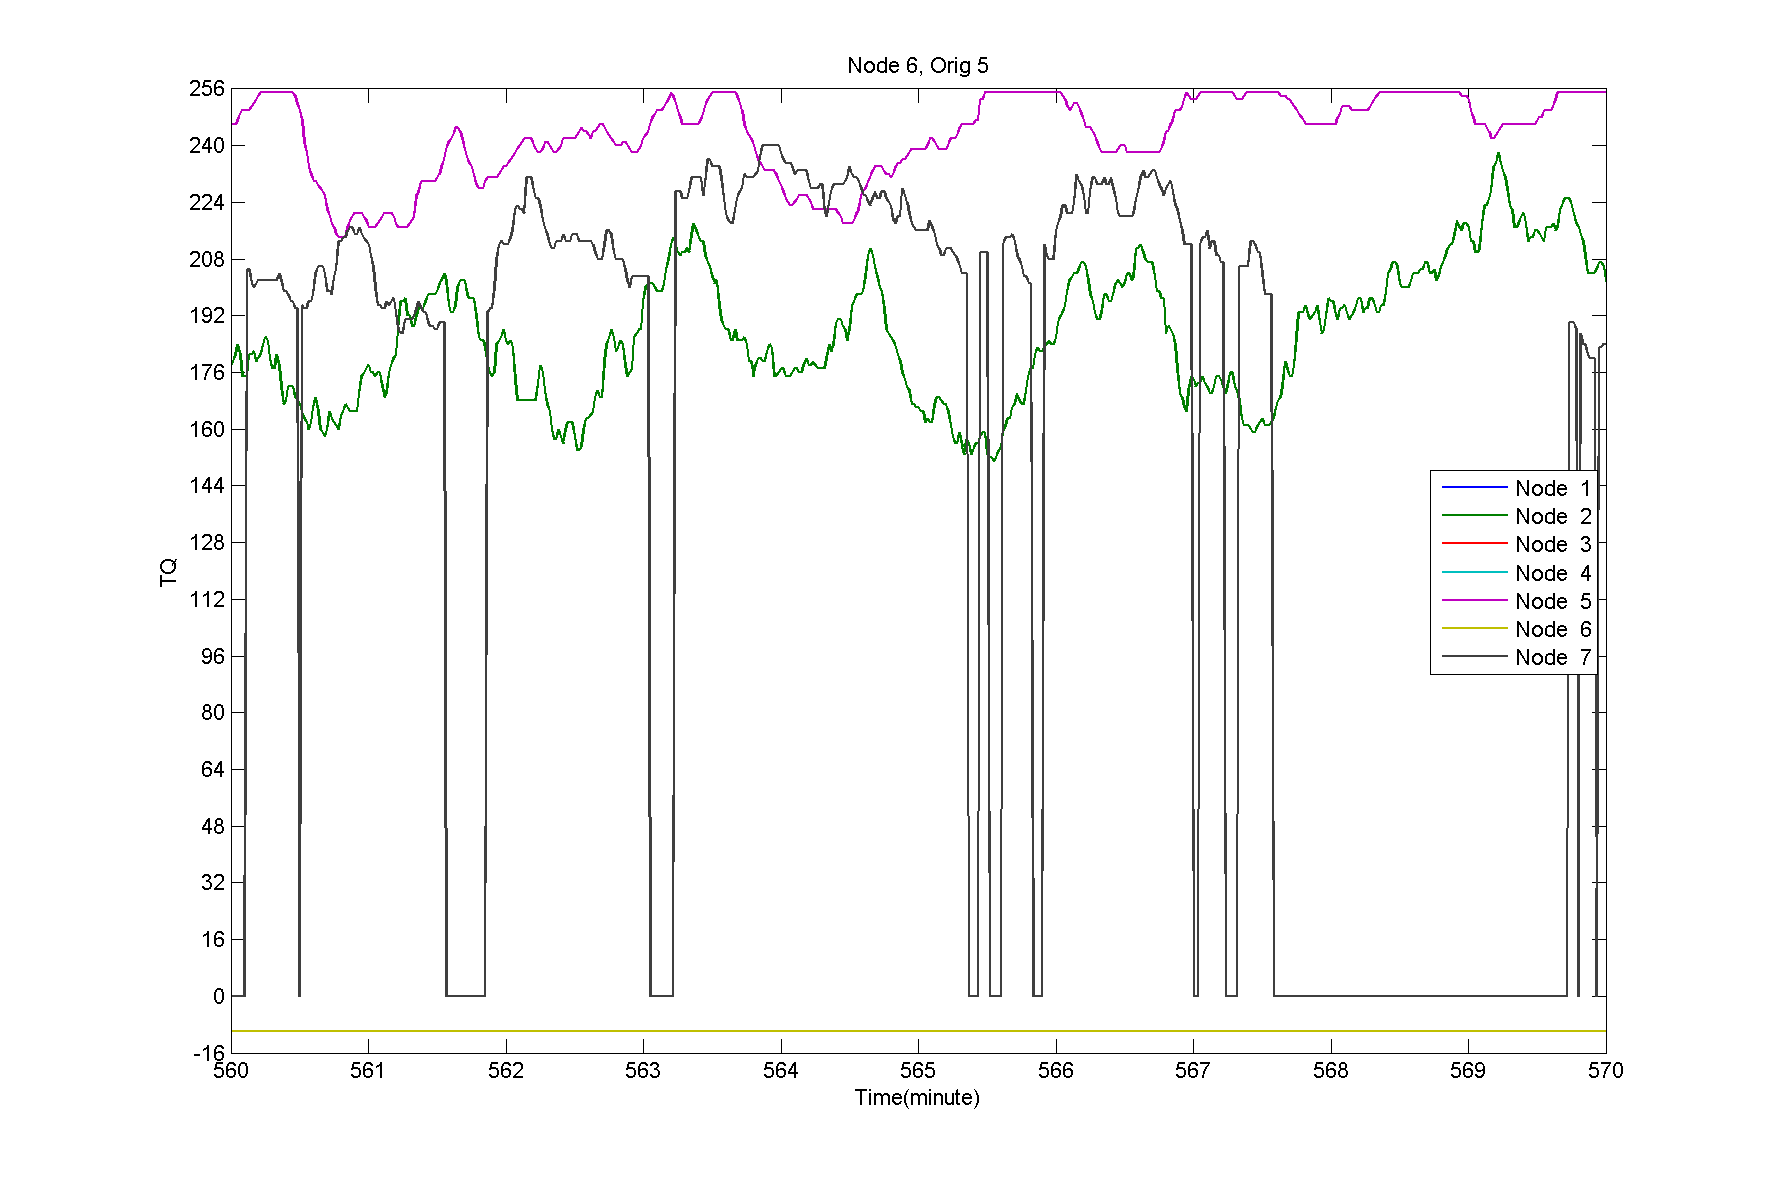 Node 6, Orig 5
256
240
224
208
192
176
160
144
128
112
96
80
64
48
32
16
0
-16
TQ
Node 1
Node 2
Node 3
Node 4
Node 5
Node 6
Node 7
560 561 562 563 564 565 566 567 568 569 570
Time(minute)